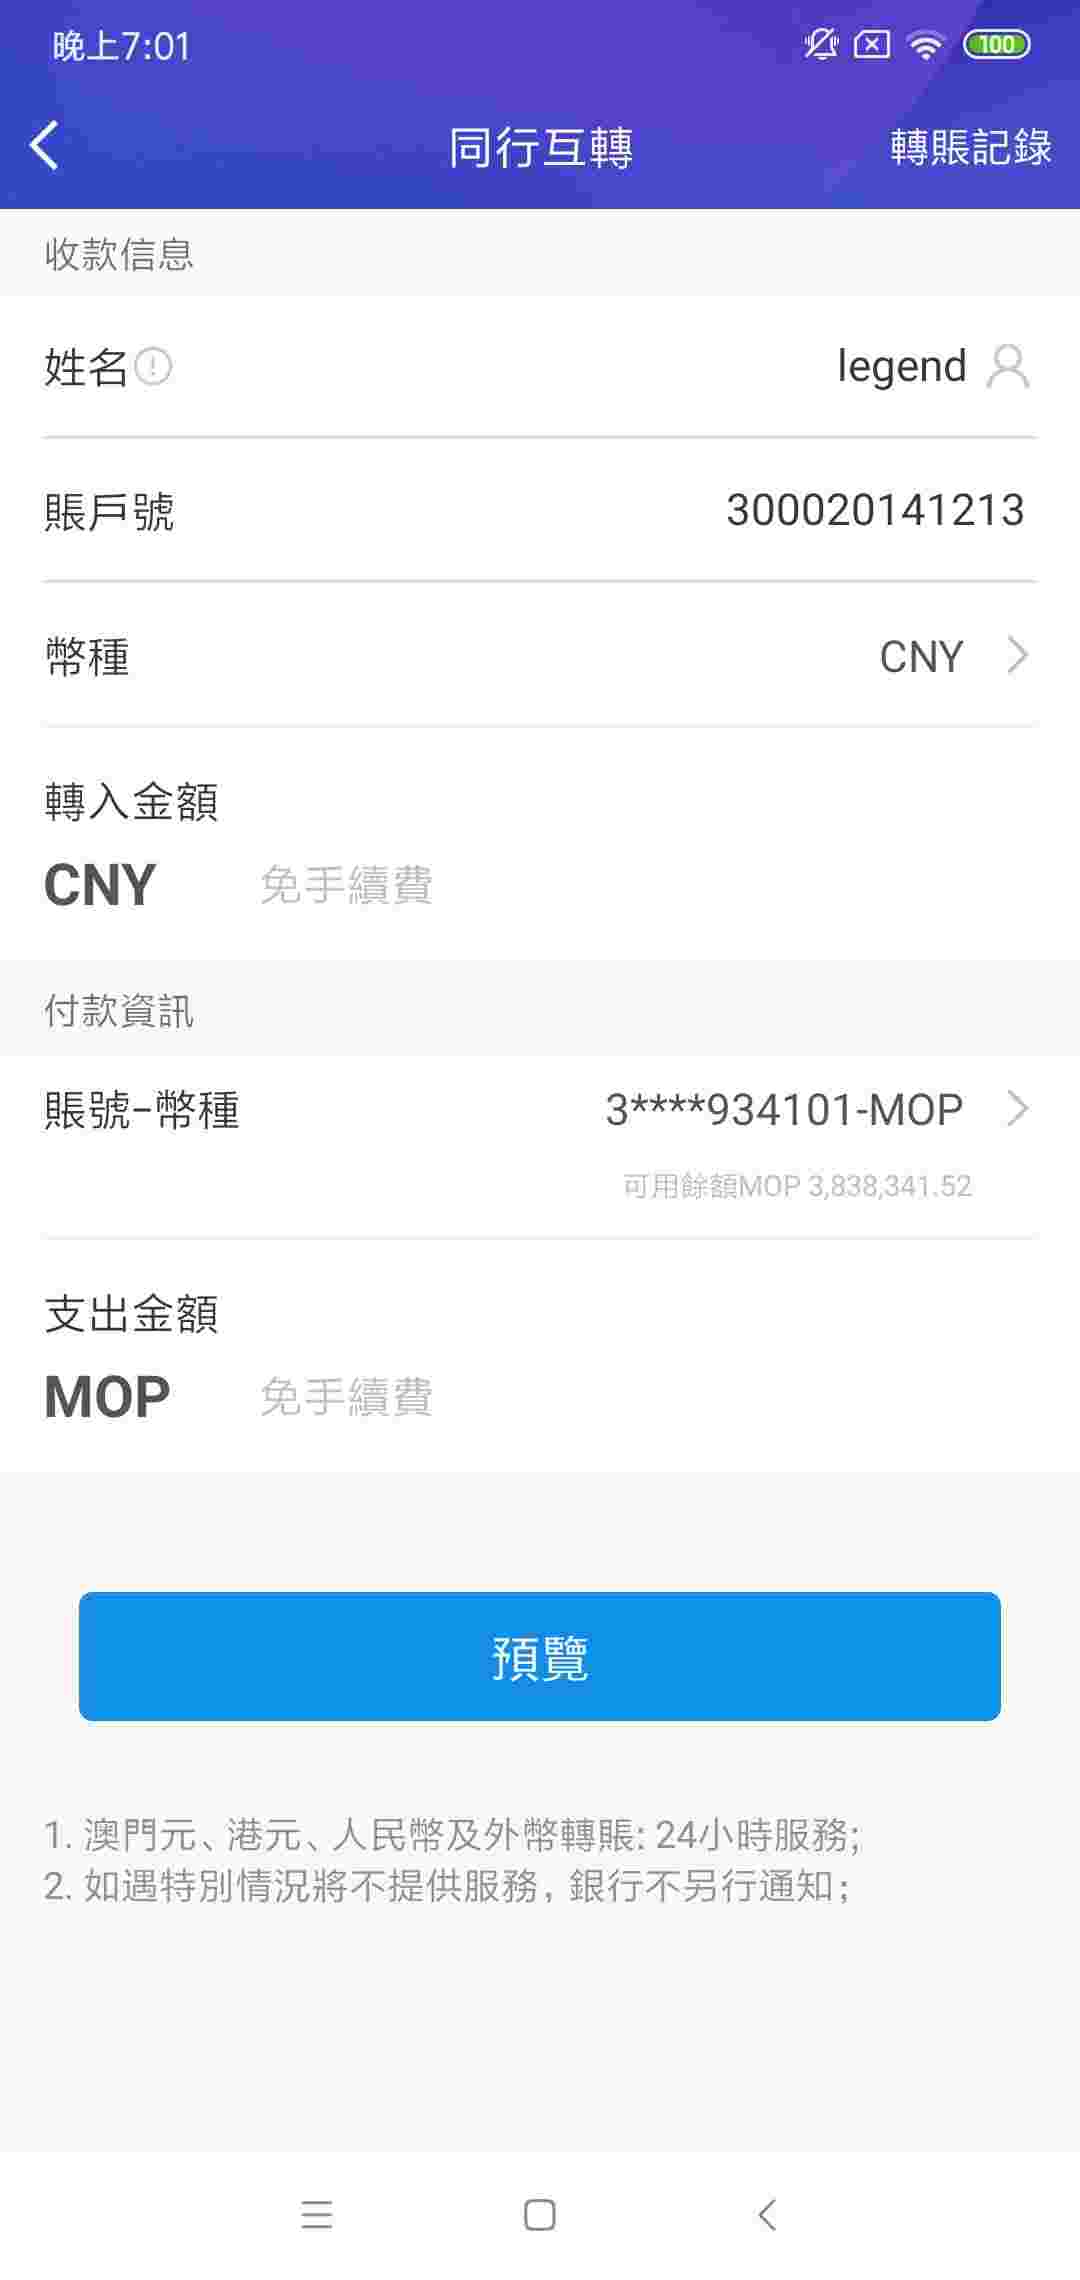 晚上7:01
100
同行互轉
轉賬記錄
收款信息
姓名
legend
賬戶號
300020141213
幣種
CNY
轉入金額
CNY 免手續費
付款資訊
賬號-幣種
3****934101-MOP
可用餘額MOP 3,838,341.52
支出金額
MOP 免手續費
預覽
1. 澳門元、港元、人民幣及外幣轉賬: 24小時服務;
2. 如遇特別情況將不提供服務, 銀行不另行通知;